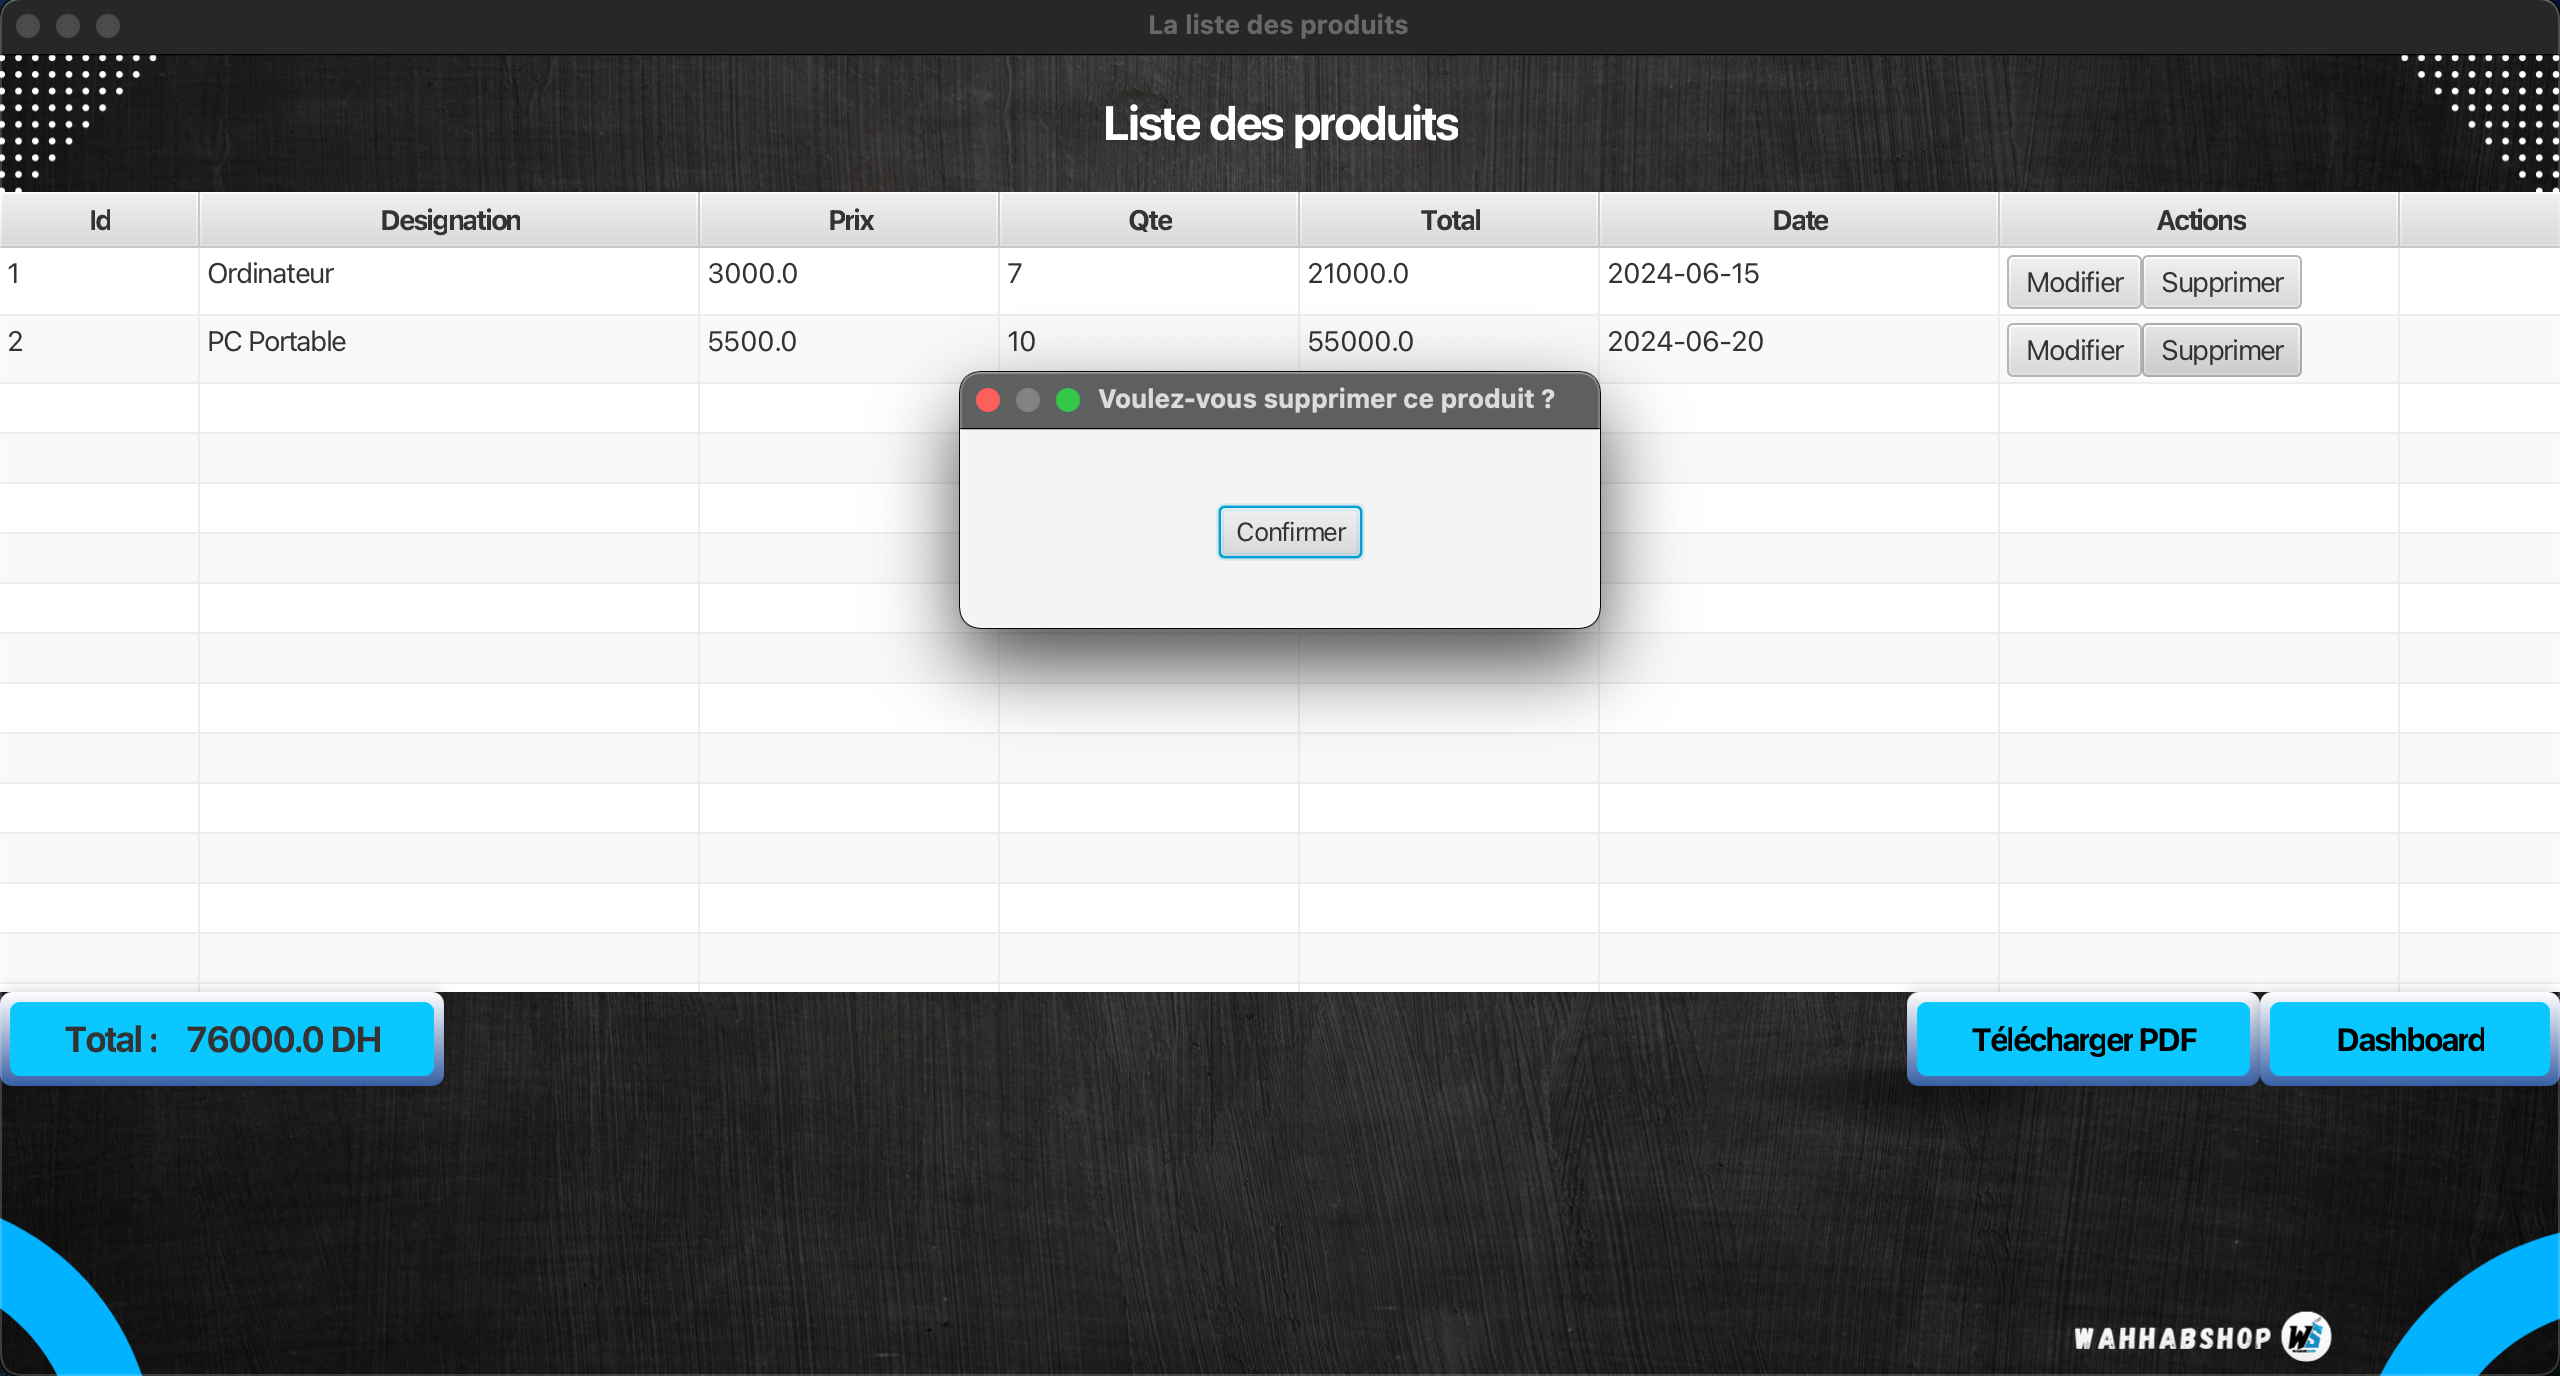 La liste des produits
Liste des produits
Id Designation Prix Qte Total Date Actions
1 Ordinateur 3000.0 7 21000.0 2024-06-15 Modifier Supprimer
2 PC Portable 5500.0 10 55000.0 2024-06-20 Modifier Supprimer
Voulez-vous supprimer ce produit ?
Confirmer
Total : 76000.0 DH Télécharger PDF Dashboard
WAHHABSHOP WS